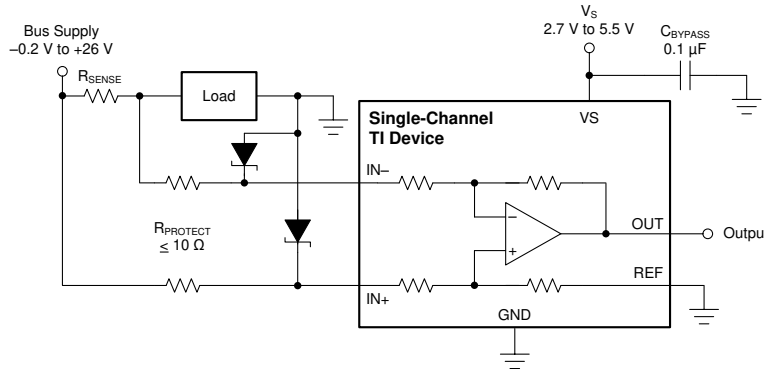 Bus Supply
–0.2 V to +26 V
RSENSE
Load
VS
2.7 V to 5.5 V
CBYPASS
0.1 µF
Single-Channel
TI Device
VS
IN–
RPROTECT
≤ 10 Ω
–
+
OUT
Outpu
REF
IN+
GND